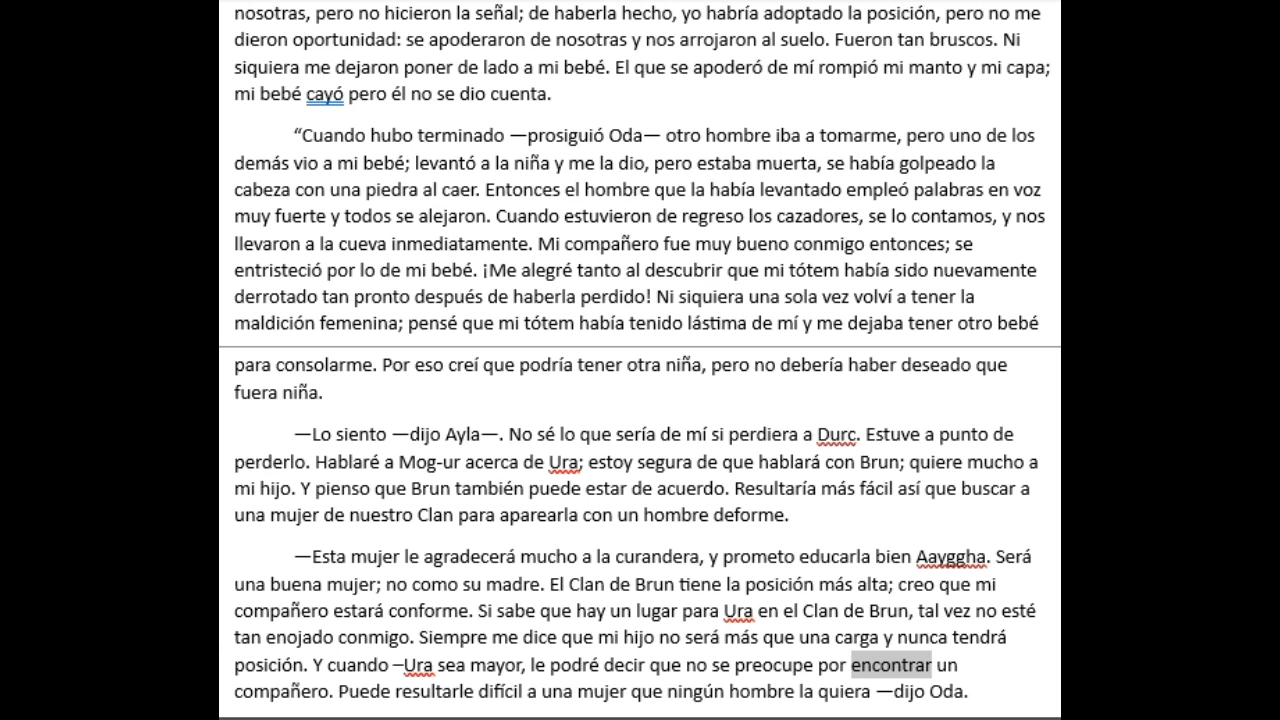 nosotras, pero no hicieron la señal; de haberla hecho, yo habría adoptado la posición, pero no me
dieron oportunidad: se apoderaron de nosotras y nos arrojaron al suelo. Fueron tan bruscos. Ni
siquiera me dejaron poner de lado a mi bebé. El que se apoderó de mí rompió mi manto y mi capa;
mi bebé cayó pero él no se dio cuenta.
“Cuando hubo terminado —prosiguió Oda— otro hombre iba a tomarme, pero uno de los
demás vio a mi bebé; levantó a la niña y me la dio, pero estaba muerta, se había golpeado la
cabeza con una piedra al caer. Entonces el hombre que la había levantado empleó palabras en voz
muy fuerte y todos se alejaron. Cuando estuvieron de regreso los cazadores, se lo contamos, y nos
llevaron a la cueva inmediatamente. Mi compañero fue muy bueno conmigo entonces; se
entristeció por lo de mi bebé. ¡Me alegré tanto al descubrir que mi tótem había sido nuevamente
derrotado tan pronto después de haberla perdido! Ni siquiera una sola vez volví a tener la
maldición femenina; pensé que mi tótem había tenido lástima de mí y me dejaba tener otro bebé
para consolarme. Por eso creí que podría tener otra niña, pero no debería haber deseado que
fuera niña.
—Lo siento —dijo Ayla—. No sé lo que sería de mí si perdiera a Durc. Estuve a punto de
perderlo. Hablaré a Mog-ur acerca de Ura; estoy segura de que hablará con Brun; quiere mucho a
mi hijo. Y pienso que Brun también puede estar de acuerdo. Resultaría más fácil así que buscar a
una mujer de nuestro Clan para aparearla con un hombre deforme.
—Esta mujer le agradecerá mucho a la curandera, y prometo educarla bien Aayggha. Será
una buena mujer; no como su madre. El Clan de Brun tiene la posición más alta; creo que mi
compañero estará conforme. Si sabe que hay un lugar para Ura en el Clan de Brun, tal vez no esté
tan enojado conmigo. Siempre me dice que mi hijo no será más que una carga y nunca tendrá
posición. Y cuando –Ura sea mayor, le podré decir que no se preocupe por encontrar un
compañero. Puede resultarle difícil a una mujer que ningún hombre la quiera —dijo Oda.